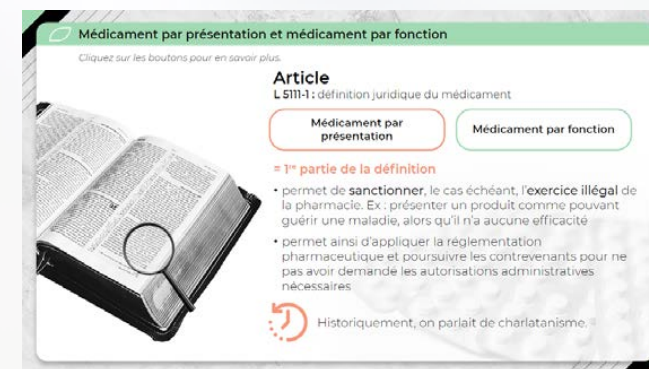 Médicament par présentation et médicament par fonction
Cliquez sur les boutons pour en savoir plus.
Article
L 5111-1 : définition juridique du médicament
Médicament par
présentation
Médicament par fonction
= 1re partie de la définition
• permet de sanctionner, le cas échéant, l'exercice illégal de
la pharmacie. Ex : présenter un produit comme pouvant
guérir une maladie, alors qu'il n'a aucune efficacité
• permet ainsi d'appliquer la réglementation
pharmaceutique et poursuivre les contrevenants pour ne
pas avoir demandé les autorisations administratives
nécessaires
Historiquement, on parlait de charlatanisme.